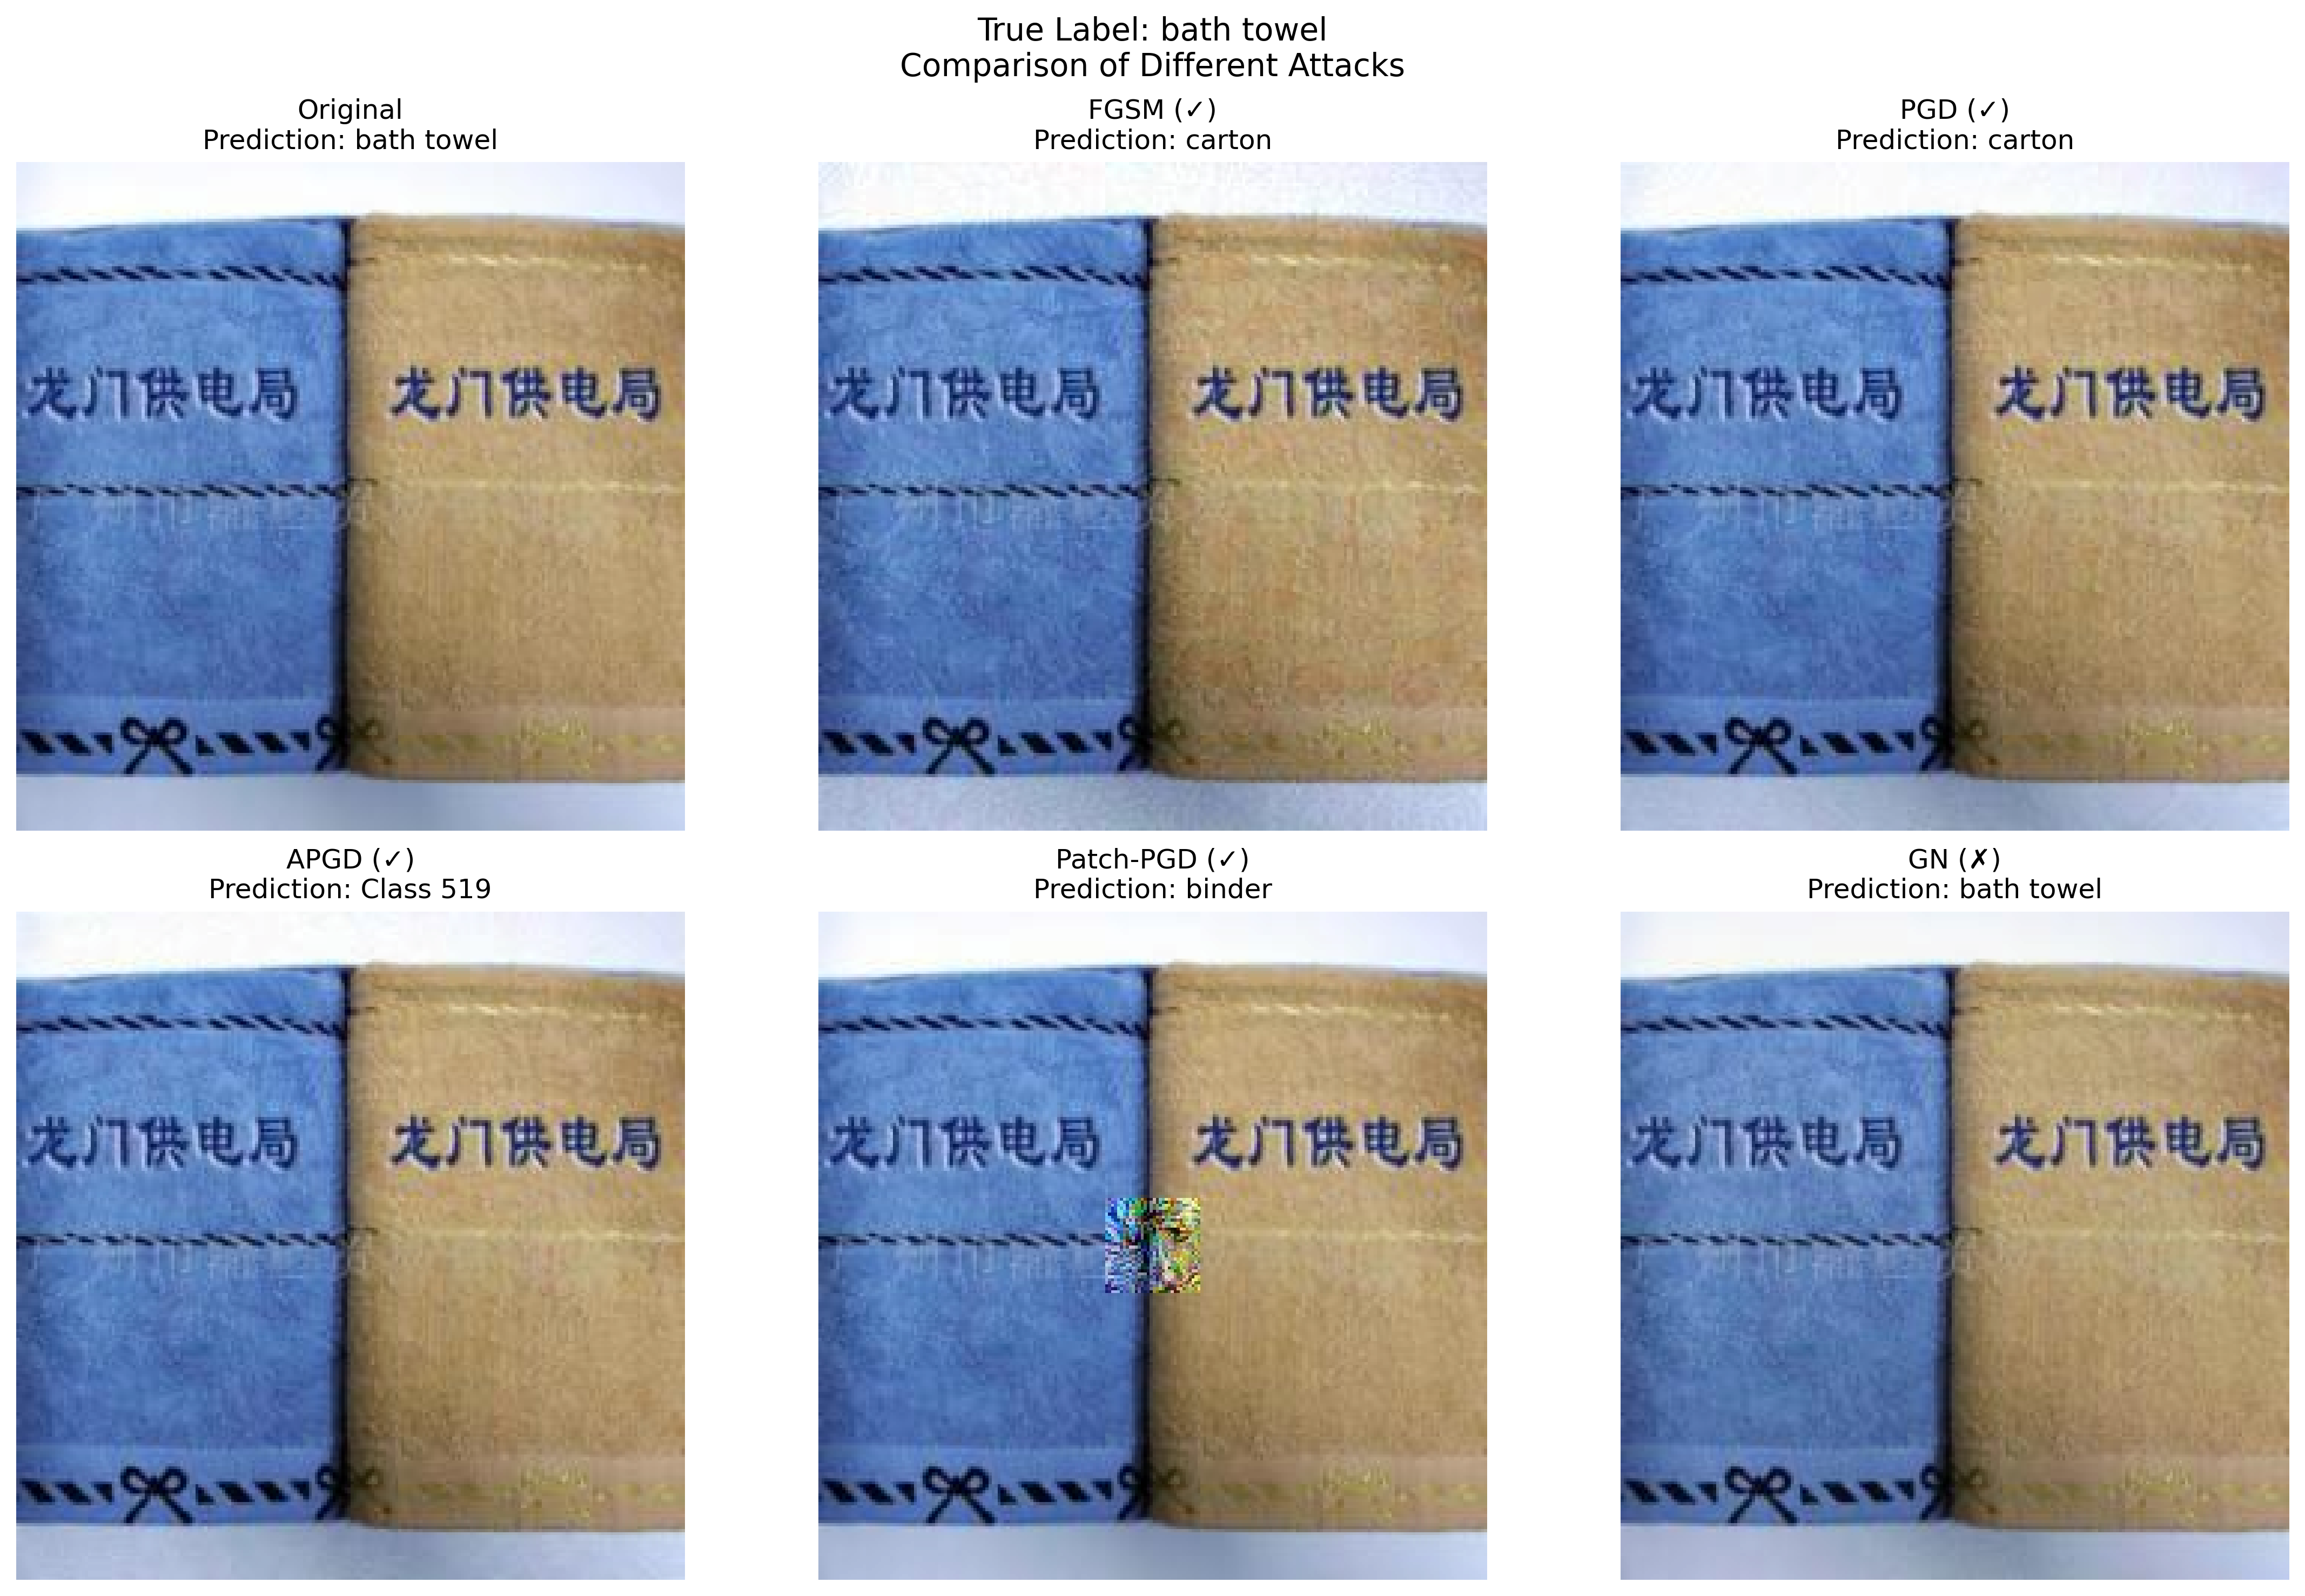 True Label: bath towel
Comparison of Different Attacks
Original
Prediction: bath towel
FGSM (✓)
Prediction: carton
PGD (✓)
Prediction: carton
龙门供电局 龙门供电局
龙门供电局 龙门供电局
龙门供电局 龙门供电局
APGD (✓)
Prediction: Class 519
Patch-PGD (✓)
Prediction: binder
GN (✗)
Prediction: bath towel
龙门供电局 龙门供电局
龙门供电局 龙门供电局
龙门供电局 龙门供电局